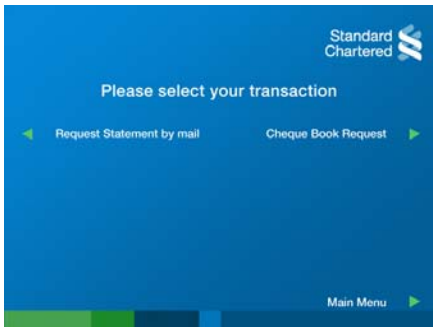 Standard
Chartered
Please select your transaction
Request Statement by mail
Cheque Book Request
Main Menu